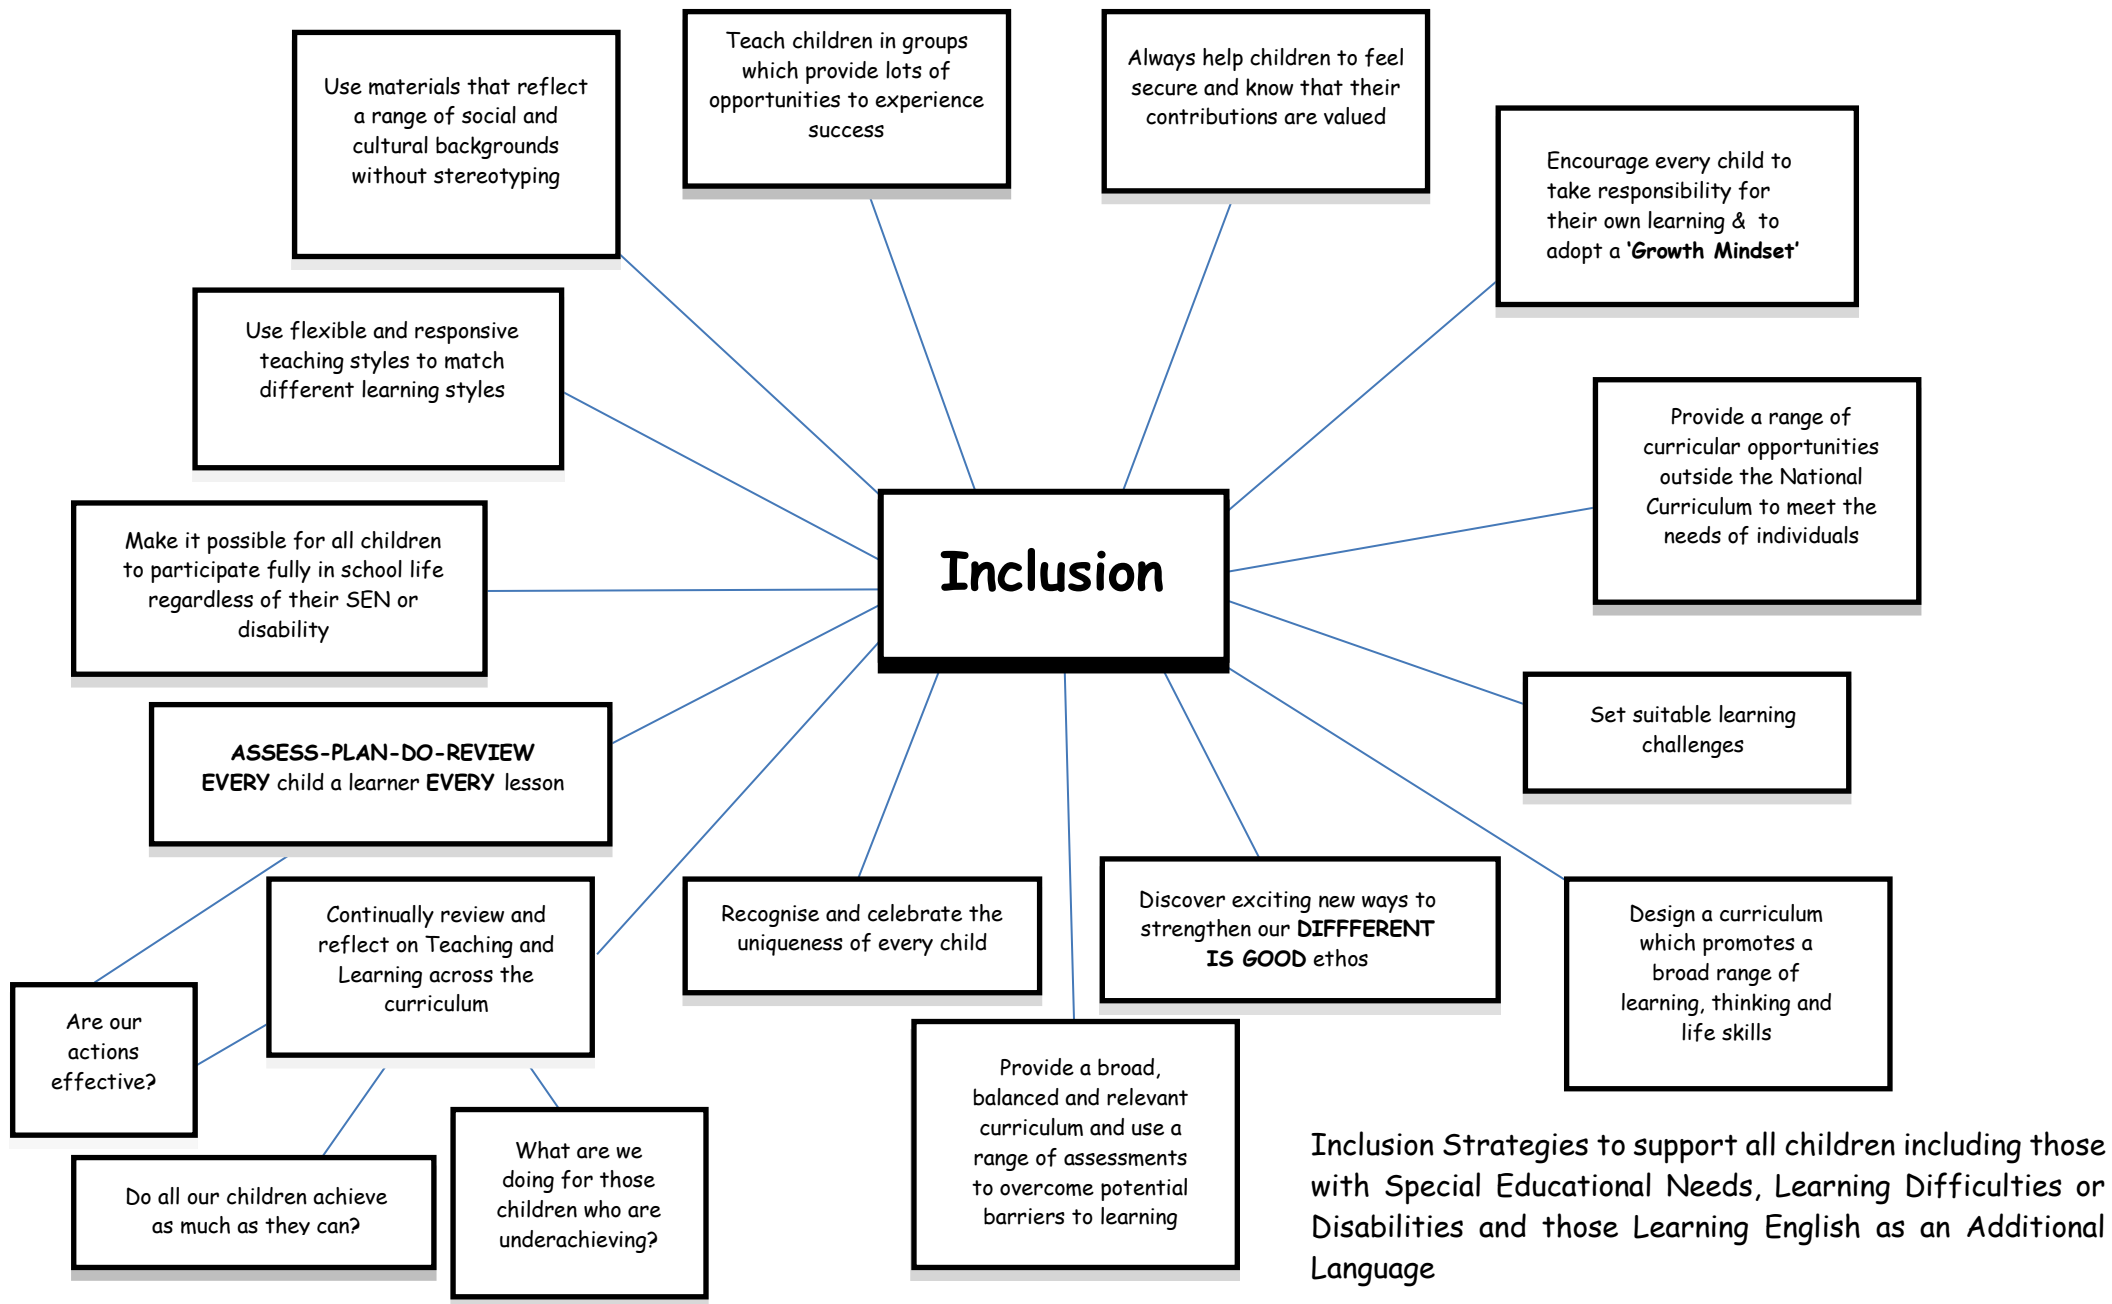 Teach children in groups
which provide lots of
opportunities to experience
success
Always help children to feel
secure and know that their
contributions are valued
Use materials that reflect
a range of social and
cultural backgrounds
without stereotyping
Encourage every child to
take responsibility for
their own learning & to
adopt a ‘Growth Mindset’
Use flexible and responsive
teaching styles to match
different learning styles
Provide a range of
curricular opportunities
outside the National
Curriculum to meet the
needs of individuals
Make it possible for all children
to participate fully in school life
regardless of their SEN or
disability
Inclusion
Set suitable learning
challenges
ASSESS-PLAN-DO-REVIEW
EVERY child a learner EVERY lesson
Continually review and
reflect on Teaching and
Learning across the
curriculum
Recognise and celebrate the
uniqueness of every child
Discover exciting new ways to
strengthen our DIFFFERENT
IS GOOD ethos
Design a curriculum
which promotes a
broad range of
learning, thinking and
life skills
Are our
actions
effective?
Provide a broad,
balanced and relevant
curriculum and use a
range of assessments
to overcome potential
barriers to learning
Do all our children achieve
as much as they can?
What are we
doing for those
children who are
underachieving?
Inclusion Strategies to support all children including those
with Special Educational Needs, Learning Difficulties or
Disabilities and those Learning English as an Additional
Language